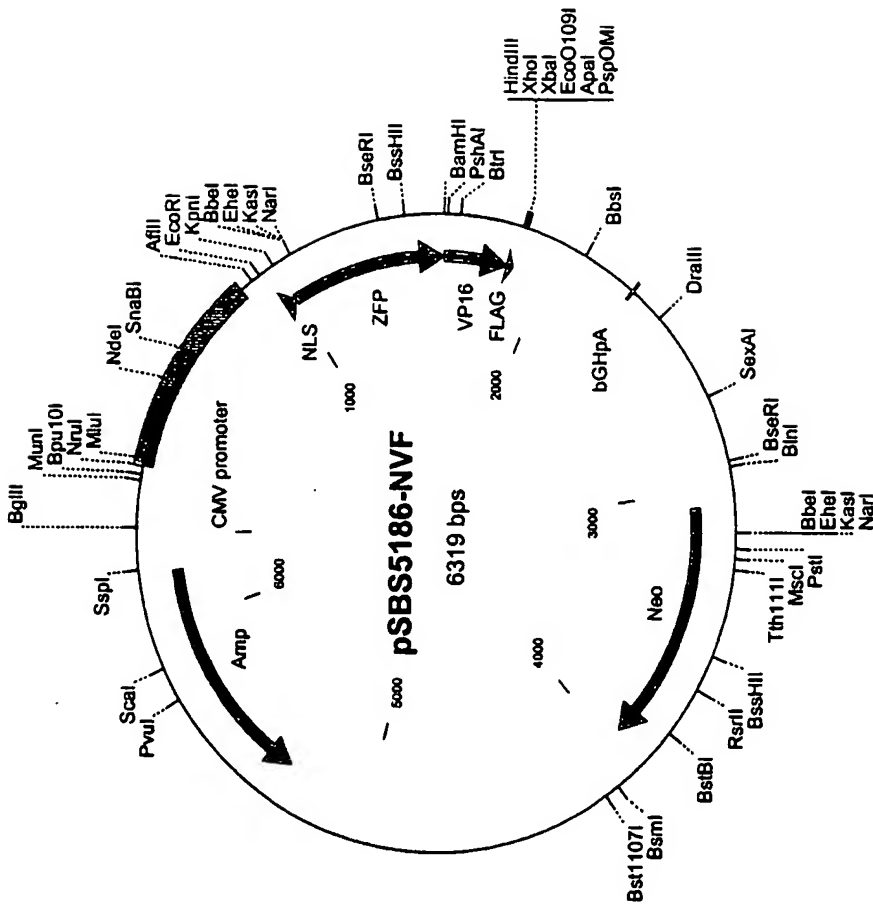 pSBS5186-NVF
6319 bps
BglII
MunI
Bpu10I
NruI
MluI
NdeI
SnaBI
AflII
EcoRI
KpnI
BbeI
EheI
KasI
NarI
BseRI
BssHII
BamHI
PshAI
BtrI
HindIII
XhoI
XbaI
EcoO109I
ApaI
PspOMI
BbsI
DraIII
SexAI
BseRI
BlnI
BbeI
EheI
KasI
NarI
PstI
MscI
Tth111I
BssHII
RsrII
BstBI
BsmI
Bst1107I
PvuI
ScaI
SspI
CMV promoter
NLS
ZFP
VP16
FLAG
bGHpA
Neo
Amp
1000
2000
3000
4000
5000
6000